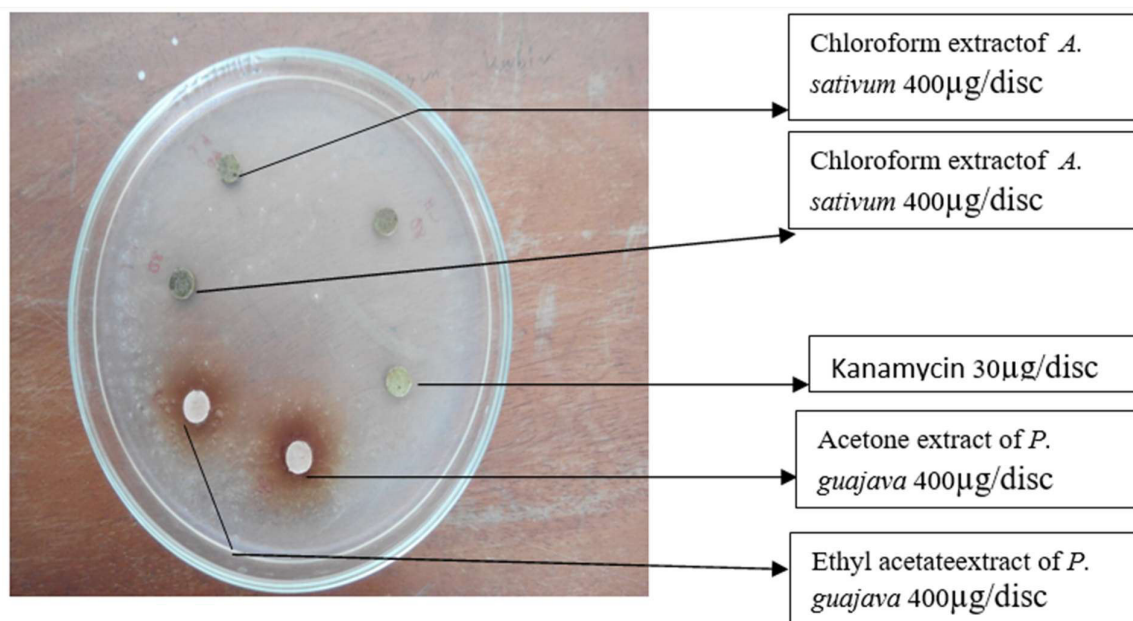 Chloroform extractof A.
sativum 400µg/disc
Chloroform extractof A.
sativum 400µg/disc
Kanamycin 30µg/disc
Acetone extract of P.
guajava 400µg/disc
Ethyl acetateextract of P.
guajava 400µg/disc